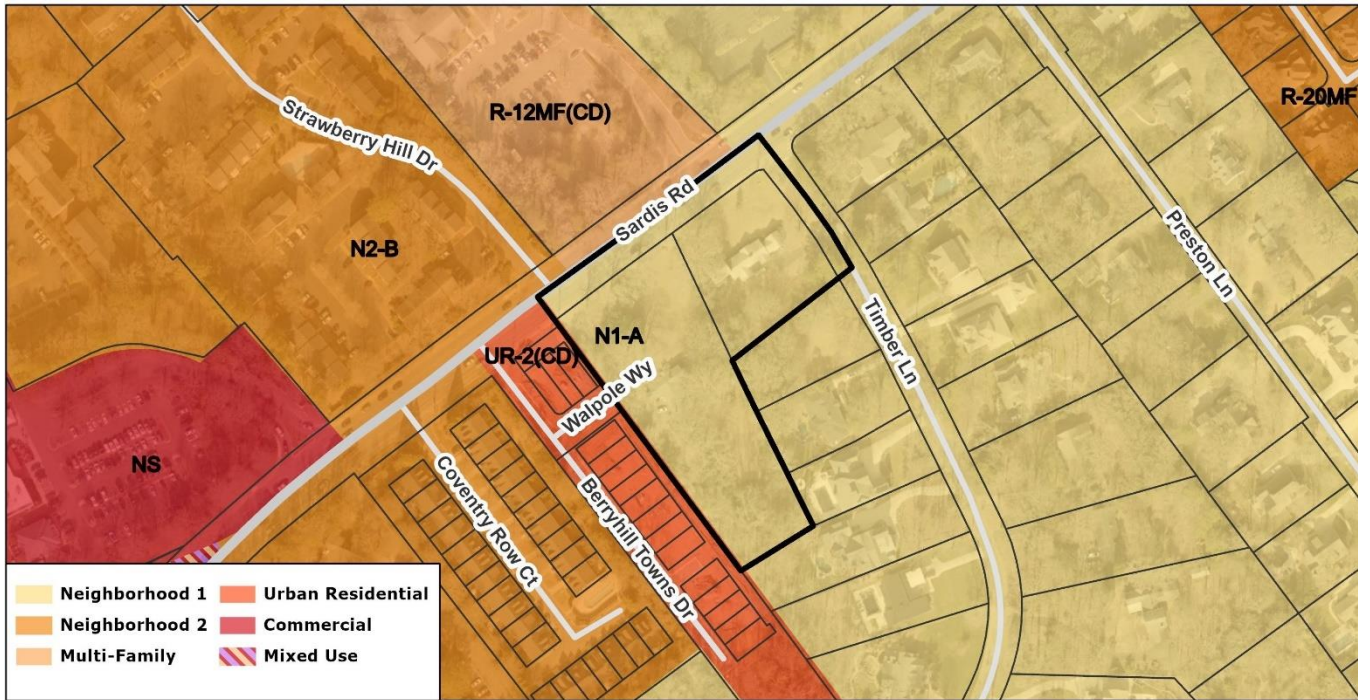 R-12MF(CD)
R-20MF
Strawberry Hill Dr
Sardis Rd
N2-B
Preston Ln
Timber Ln
N1-A
UR-2(CD)
Walpole Wy
NS
Coventry Row Ct
Berryhill Towns Dr
Neighborhood 1
Urban Residential
Neighborhood 2
Commercial
Multi-Family
Mixed Use